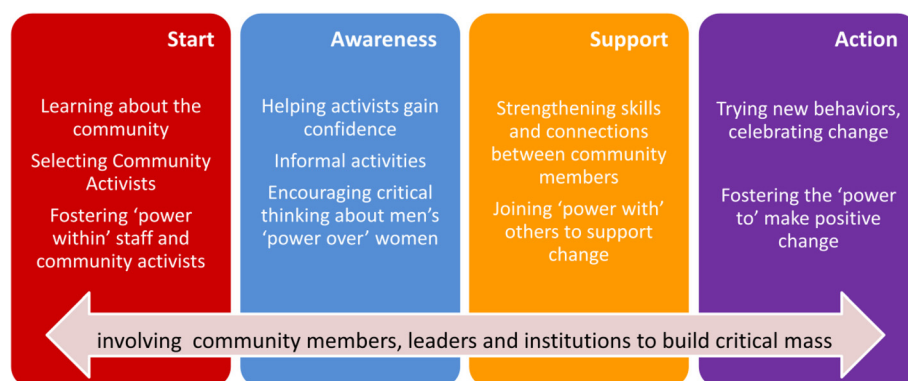 Start
Learning about the
community
Selecting Community
Activists
Fostering ‘power
within’ staff and
community activists
Awareness
Helping activists gain
confidence
Informal activities
Encouraging critical
thinking about men’s
‘power over’ women
Support
Strengthening skills
and connections
between community
members
Joining ‘power with’
others to support
change
Action
Trying new behaviors,
celebrating change
Fostering the ‘power
to’ make positive
change
involving community members, leaders and institutions to build critical mass